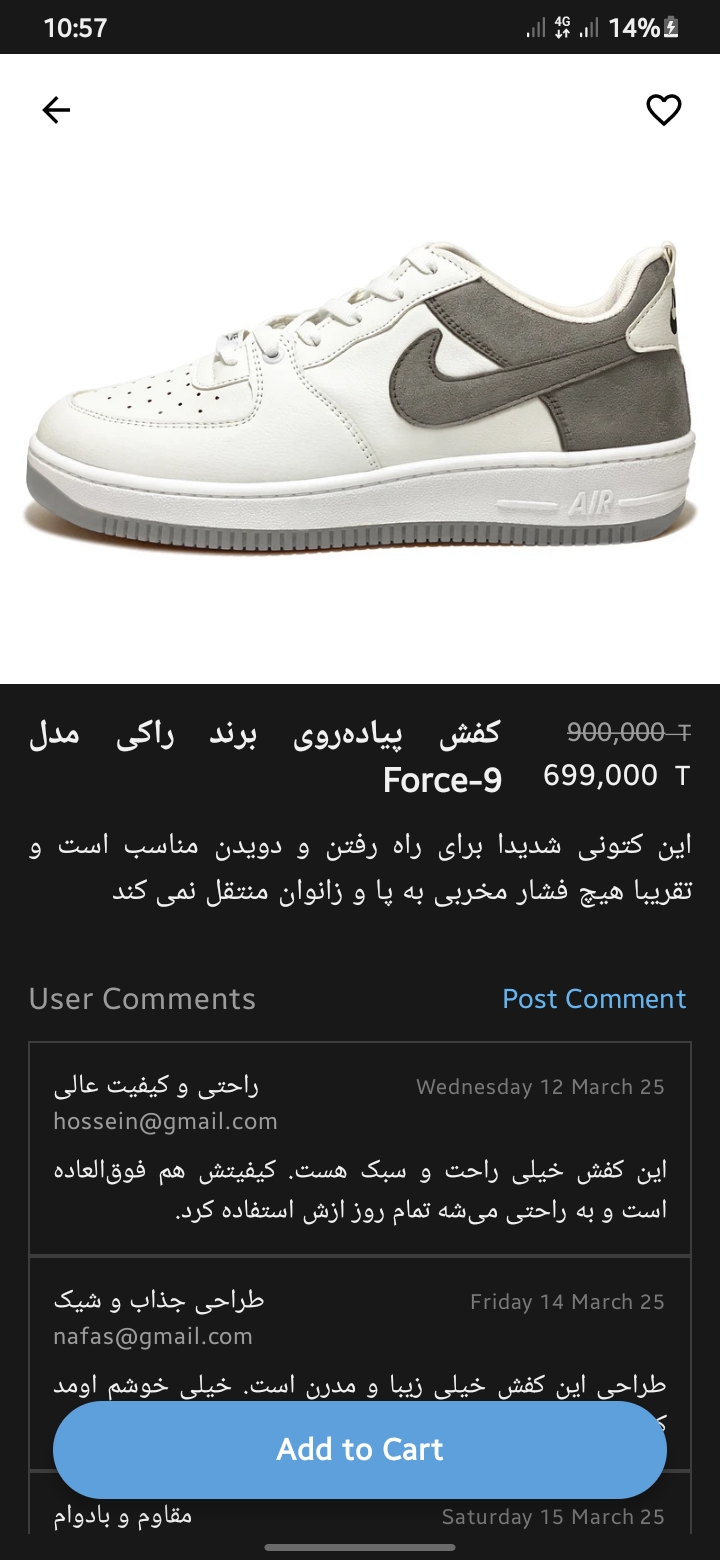 10:57
4G
14%
AIR
900,000 T
کفش پیاده‌روی برند راکی مدل
699,000 T
Force-9
این کتونی شدیدا برای راه رفتن و دویدن مناسب است و
تقریبا هیچ فشار مخربی به پا و زانوان منتقل نمی کند
User Comments
Post Comment
راحتی و کیفیت عالی
Wednesday 12 March 25
hossein@gmail.com
این کفش خیلی راحت و سبک هست. کیفیتش هم فوق‌العاده
است و به راحتی می‌شه تمام روز ازش استفاده کرد.
طراحی جذاب و شیک
Friday 14 March 25
nafas@gmail.com
طراحی این کفش خیلی زیبا و مدرن است. خیلی خوشم اومد
Add to Cart
مقاوم و بادوام
Saturday 15 March 25